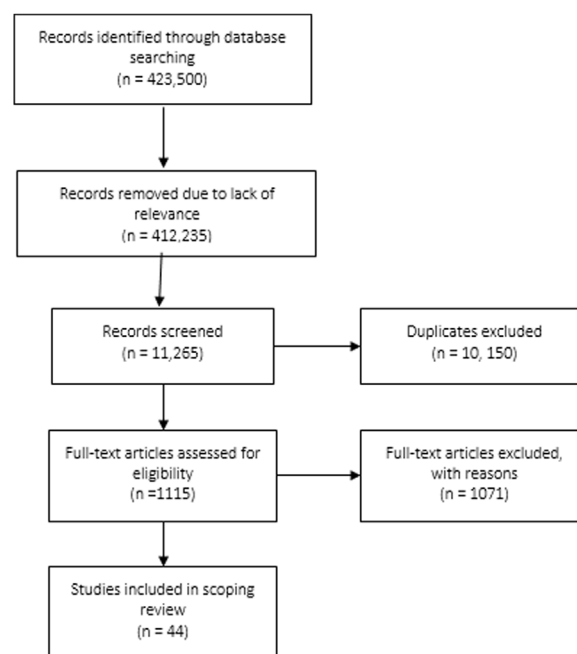 Records identified through database
searching
(n = 423,500)
Records removed due to lack of
relevance
(n = 412,235)
Records screened
(n = 11,265)
Duplicates excluded
(n = 10, 150)
Full-text articles assessed for
eligibility
(n =1115)
Full-text articles excluded,
with reasons
(n = 1071)
Studies included in scoping
review
(n = 44)